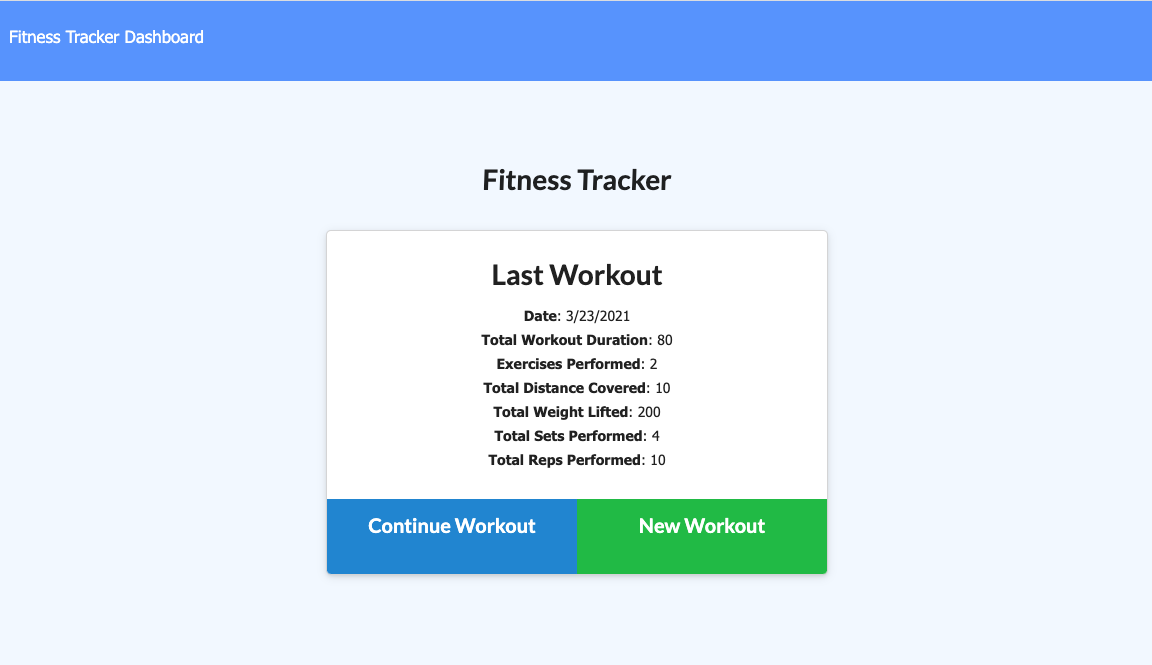 Fitness Tracker Dashboard
Fitness Tracker
Last Workout
Date: 3/23/2021
Total Workout Duration: 80
Exercises Performed: 2
Total Distance Covered: 10
Total Weight Lifted: 200
Total Sets Performed: 4
Total Reps Performed: 10
Continue Workout New Workout